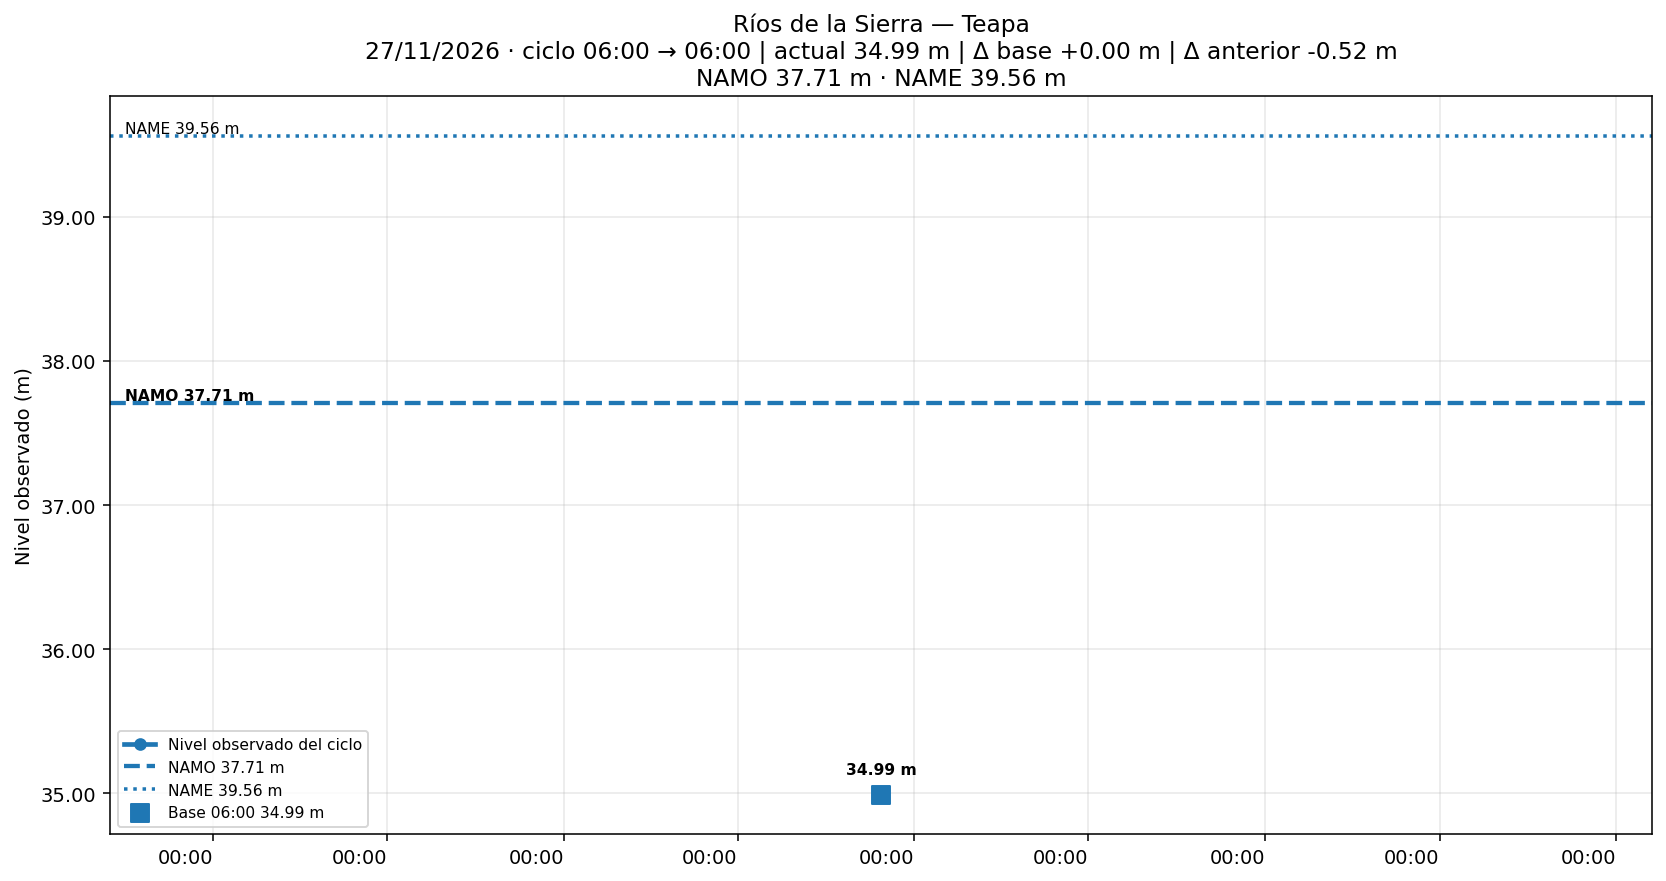 Ríos de la Sierra — Teapa
27/11/2026 · ciclo 06:00 → 06:00 | actual 34.99 m | Δ base +0.00 m | Δ anterior -0.52 m
NAMO 37.71 m · NAME 39.56 m
NAME 39.56 m
39.00
38.00
NAMO 37.71 m
37.00
Nivel observado (m)
36.00
35.00
34.99 m
Nivel observado del ciclo
NAMO 37.71 m
NAME 39.56 m
Base 06:00 34.99 m
00:00 00:00 00:00 00:00 00:00 00:00 00:00 00:00 00:00